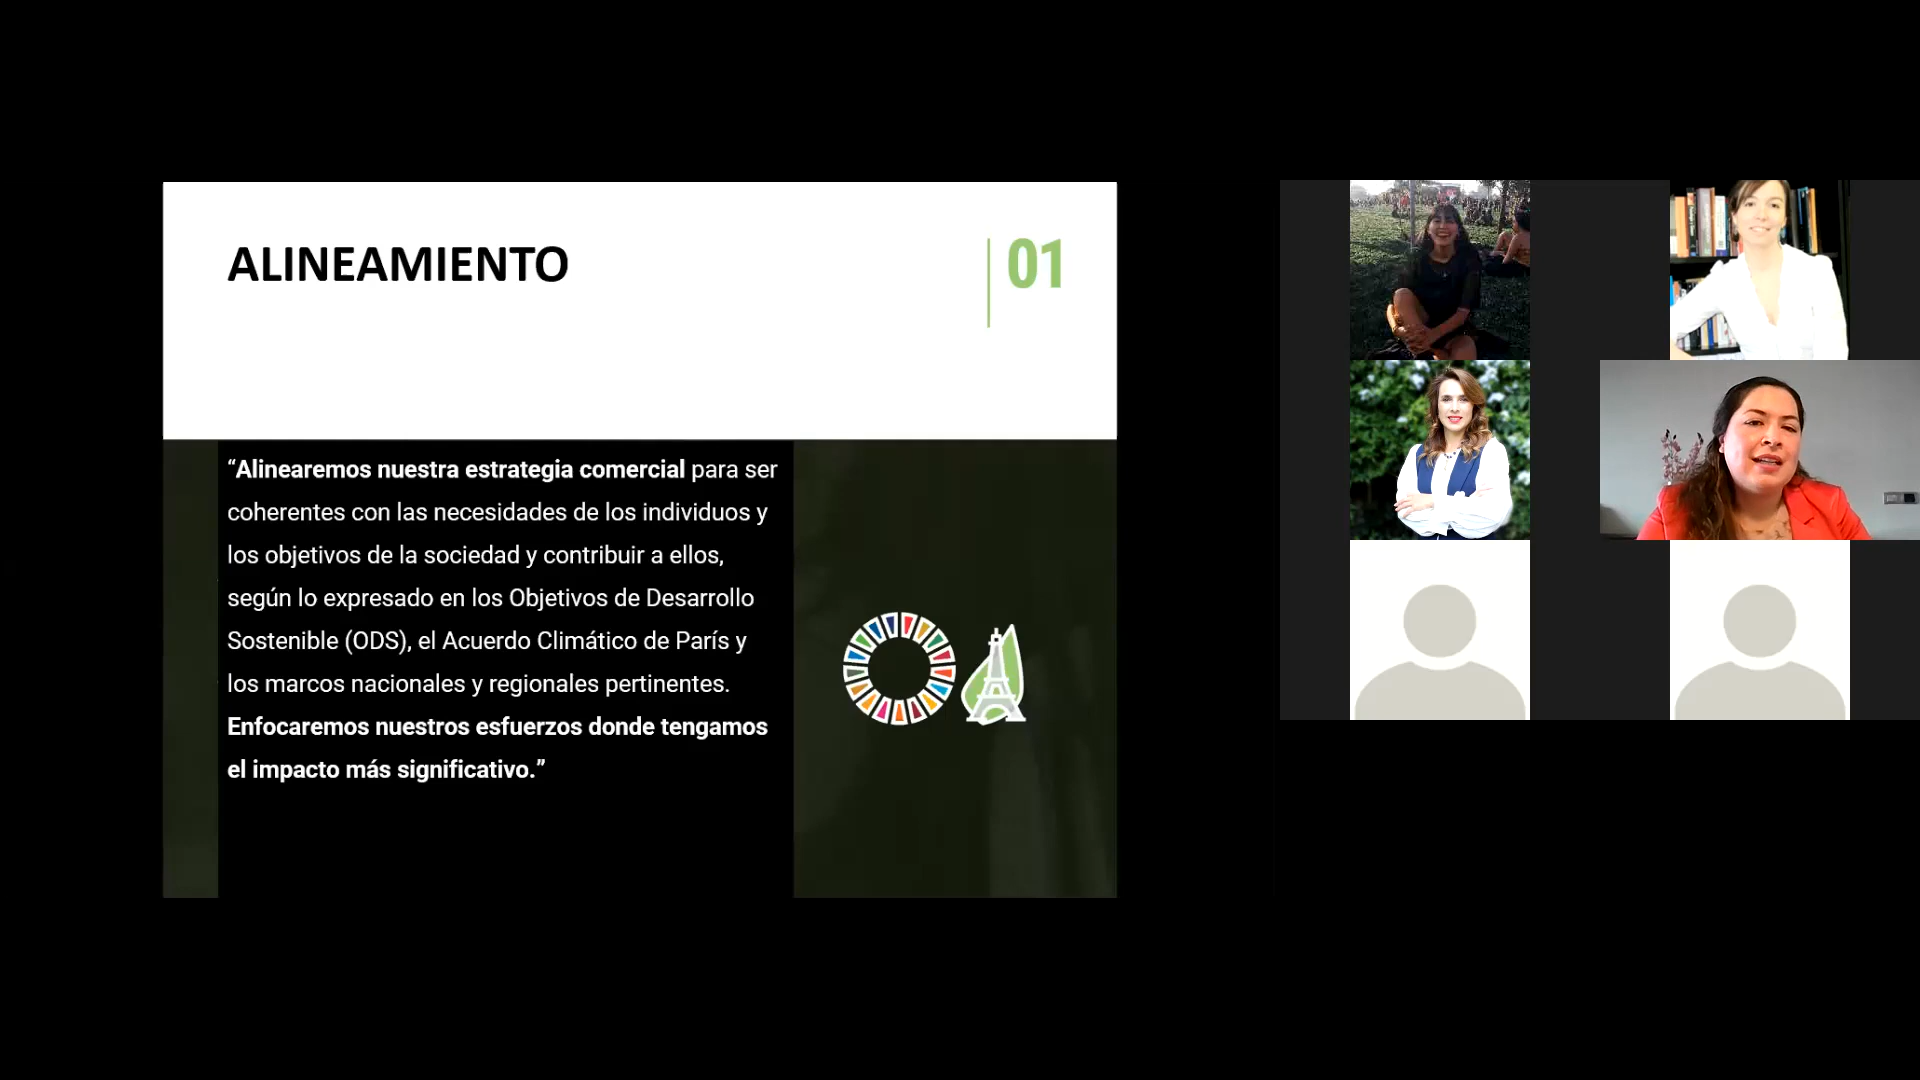 ALINEAMIENTO
01
“Alinearemos nuestra estrategia comercial para ser
coherentes con las necesidades de los individuos y
los objetivos de la sociedad y contribuir a ellos,
según lo expresado en los Objetivos de Desarrollo
Sostenible (ODS), el Acuerdo Climático de París y
los marcos nacionales y regionales pertinentes.
Enfocaremos nuestros esfuerzos donde tengamos
el impacto más significativo.”